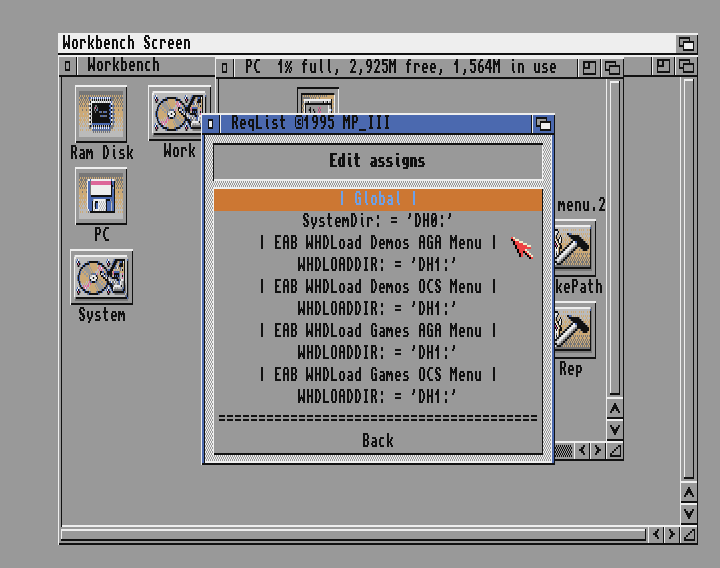 Workbench Screen
Workbench
PC 1% full, 2,925M free, 1,564M in use
Ram Disk
Work
PC
System
ReqList ©1995 MP_III
Edit assigns
| Global |
SystemDir: = 'DH0:'
| EAB WHDLoad Demos AGA Menu |
WHDLOADDIR: = 'DH1:'
| EAB WHDLoad Demos OCS Menu |
WHDLOADDIR: = 'DH1:'
| EAB WHDLoad Games AGA Menu |
WHDLOADDIR: = 'DH1:'
| EAB WHDLoad Games OCS Menu |
WHDLOADDIR: = 'DH1:'
========================================
Back
menu.2
kePath
Rep